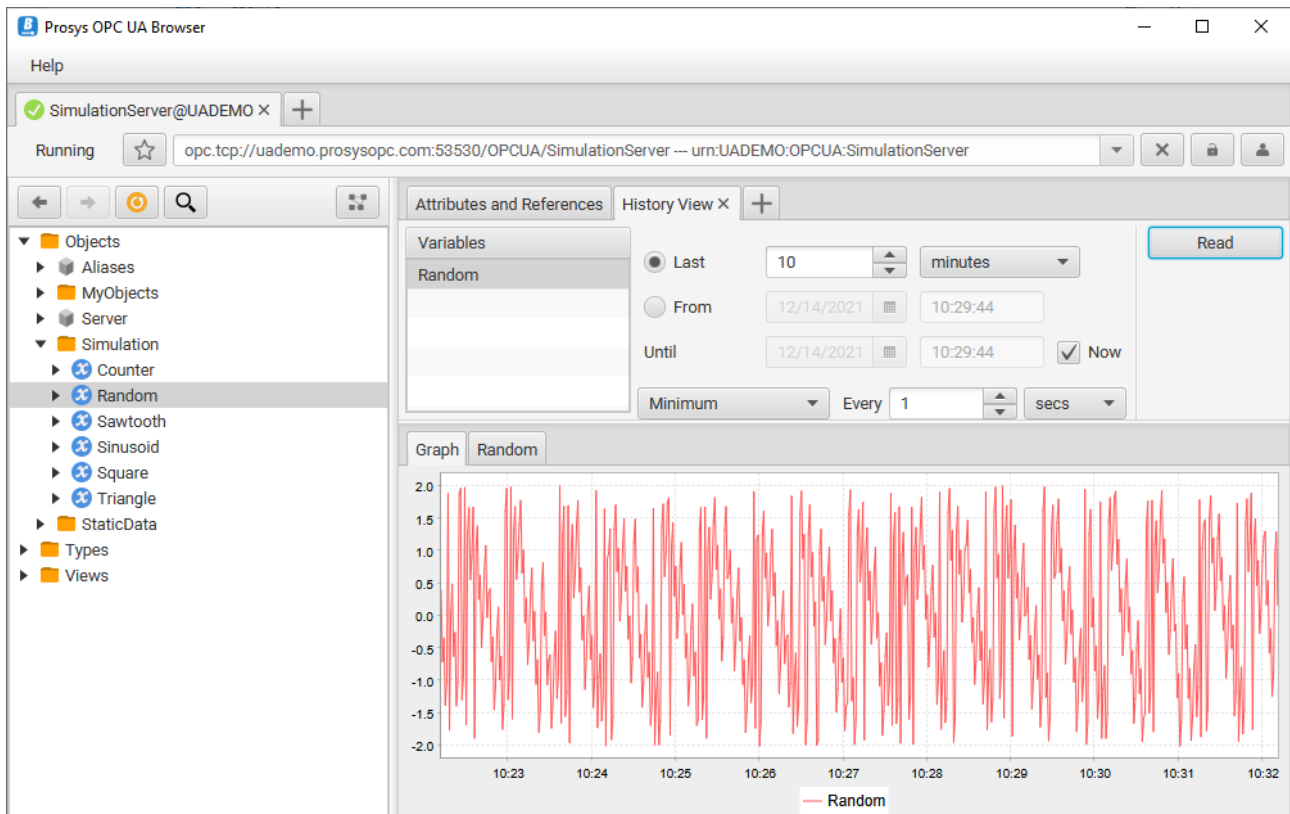 Prosys OPC UA Browser
Help
SimulationServer@UADEMO
Running
opc.tcp://uademo.prosysopc.com:53530/OPCUA/SimulationServer --- urn:UADEMO:OPCUA:SimulationServer
Objects
Aliases
MyObjects
Server
Simulation
Counter
Random
Sawtooth
Sinusoid
Square
Triangle
StaticData
Types
Views
Attributes and References History View
Variables
Random
Last 10 minutes
From 12/14/2021 10:29:44
Until 12/14/2021 10:29:44 Now
Minimum Every 1 secs
Read
Graph Random
2.0
1.5
1.0
0.5
0.0
-0.5
-1.0
-1.5
-2.0
10:23 10:24 10:25 10:26 10:27 10:28 10:29 10:30 10:31 10:32
Random